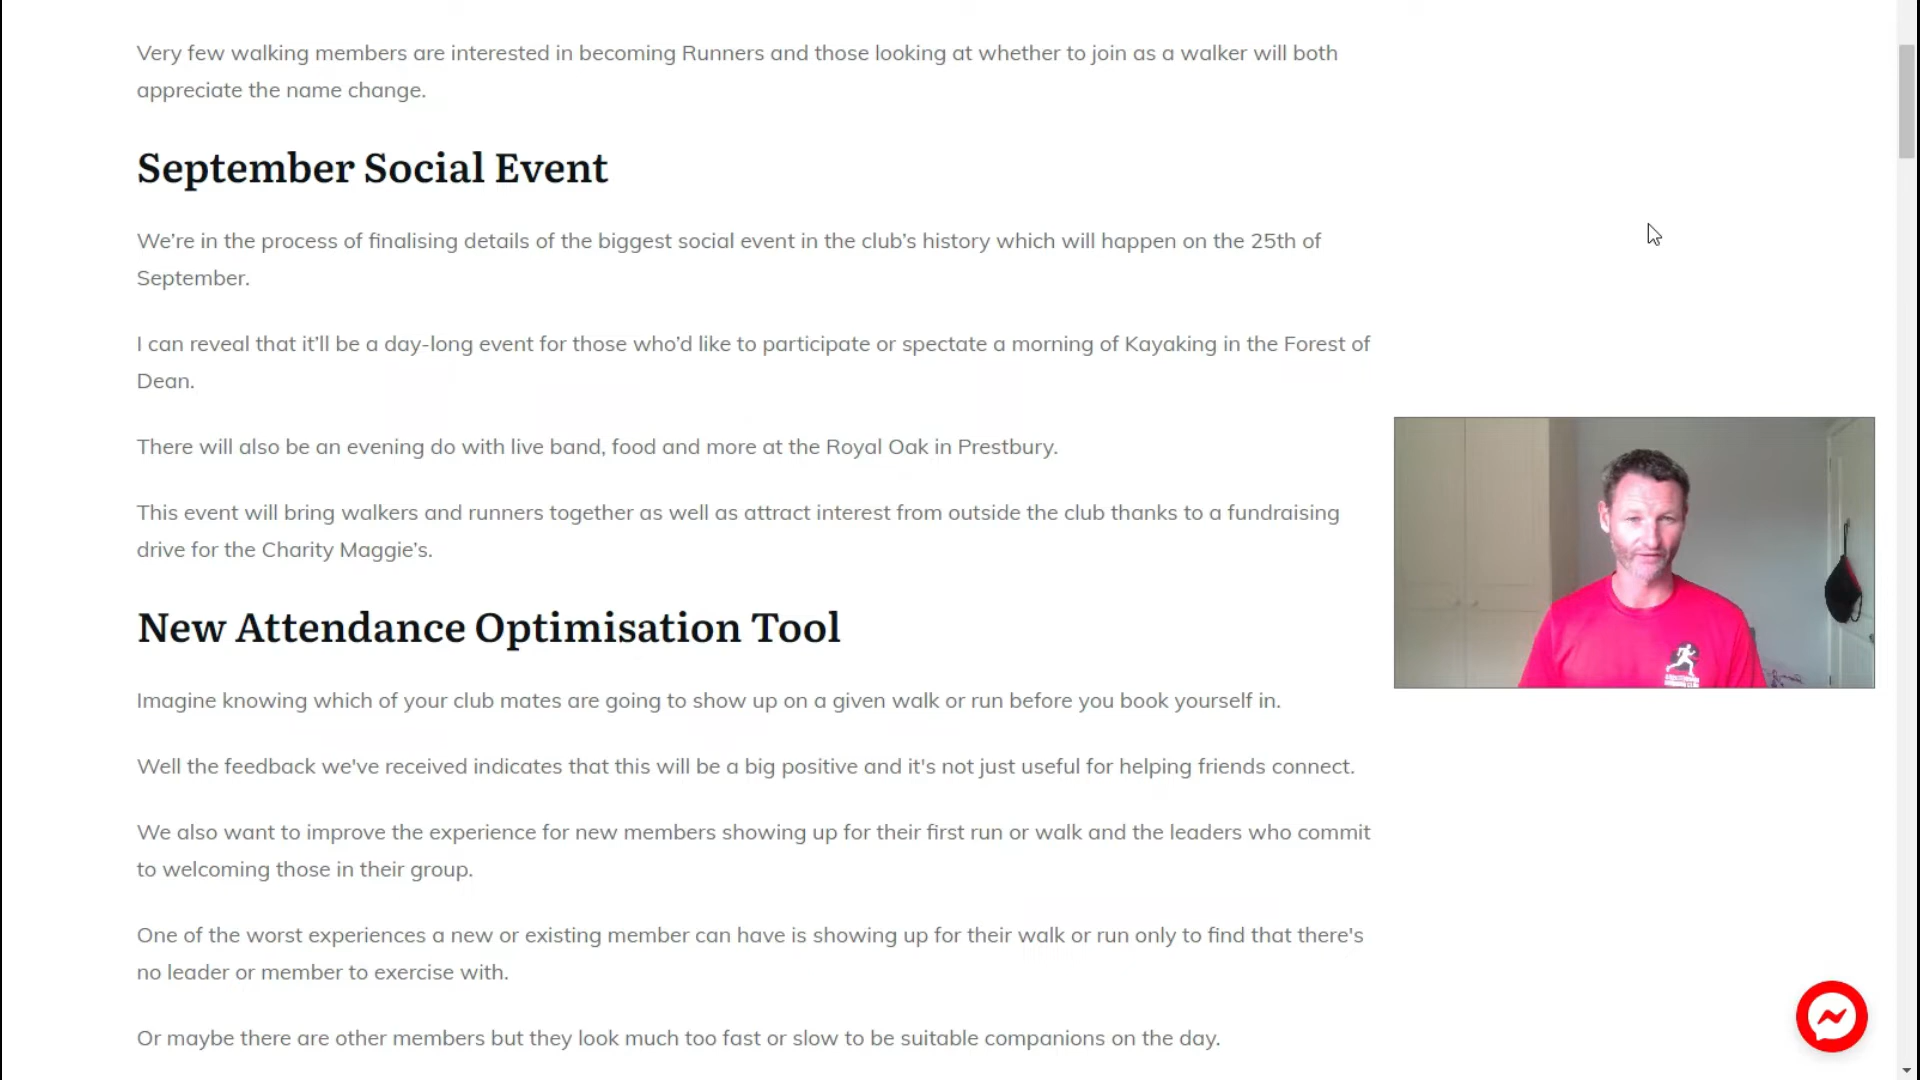 Very few walking members are interested in becoming Runners and those looking at whether to join as a walker will both
appreciate the name change.
September Social Event
We’re in the process of finalising details of the biggest social event in the club’s history which will happen on the 25th of
September.
I can reveal that it’ll be a day-long event for those who’d like to participate or spectate a morning of Kayaking in the Forest of
Dean.
There will also be an evening do with live band, food and more at the Royal Oak in Prestbury.
This event will bring walkers and runners together as well as attract interest from outside the club thanks to a fundraising
drive for the Charity Maggie’s.
New Attendance Optimisation Tool
Imagine knowing which of your club mates are going to show up on a given walk or run before you book yourself in.
Well the feedback we've received indicates that this will be a big positive and it's not just useful for helping friends connect.
We also want to improve the experience for new members showing up for their first run or walk and the leaders who commit
to welcoming those in their group.
One of the worst experiences a new or existing member can have is showing up for their walk or run only to find that there's
no leader or member to exercise with.
Or maybe there are other members but they look much too fast or slow to be suitable companions on the day.